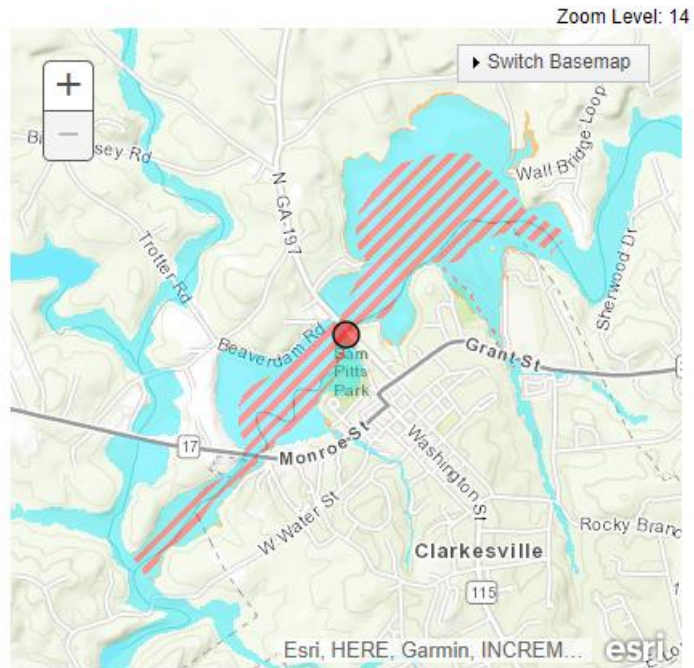 Zoom Level: 14
Switch Basemap
+
−
sey Rd
N GA-197
Wall Bridge Loop
Trotter Rd
Sherwood Dr
Beaverdam Rd
Sam
Pitts
Park
Grant St
17
Monroe St
Washington St
W Water St
Rocky Branc
Clarkesville
115
Esri, HERE, Garmin, INCREM...
esri